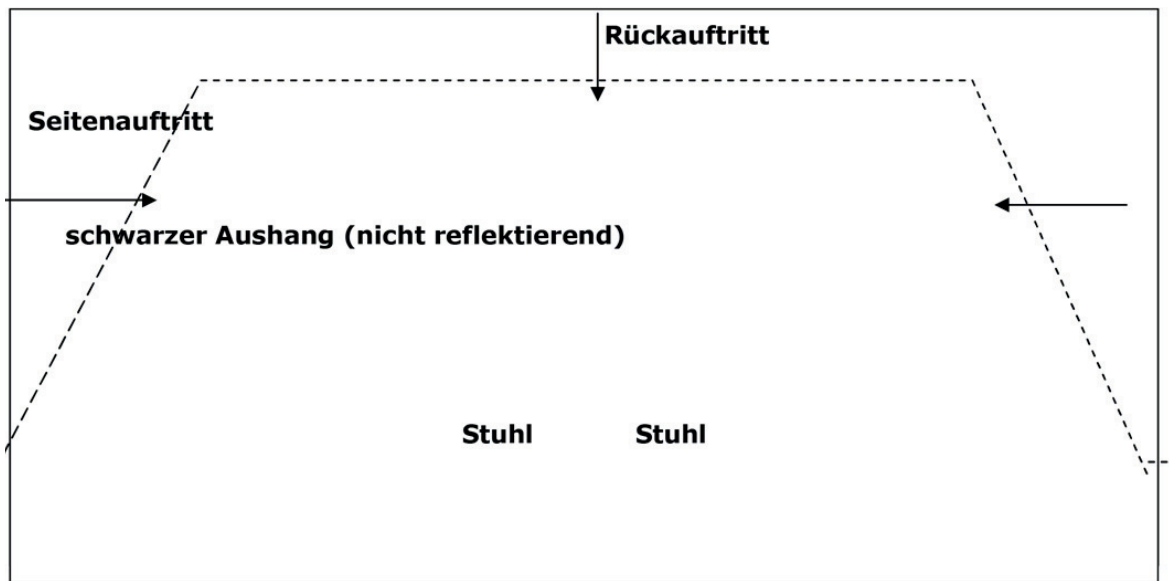 Rückauftritt
Seitenauftritt
schwarzer Aushang (nicht reflektierend)
Stuhl Stuhl